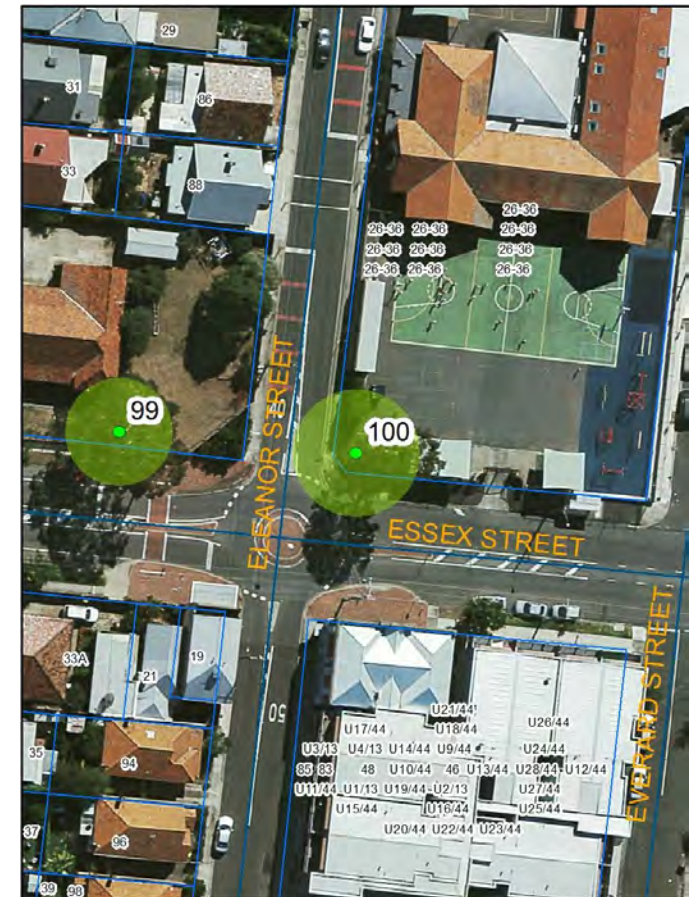 29
31
86
33
88
26-36
26-36 26-36 26-36
26-36 26-36 26-36
26-36 26-36 26-36
99
100
ELEANOR STREET
ESSEX STREET
EVERARD STREET
33A
21
19
50
U21/44
U17/44 U18/44 U26/44
U3/13 U4/13 U14/44 U9/44 U24/44
85 83 48 U10/44 46 U13/44 U28/44 U12/44
U11/44 U1/13 U19/44 U2/13 U27/44
U15/44 U16/44 U25/44
U20/44 U22/44 U23/44
35
94
37
96
39
98